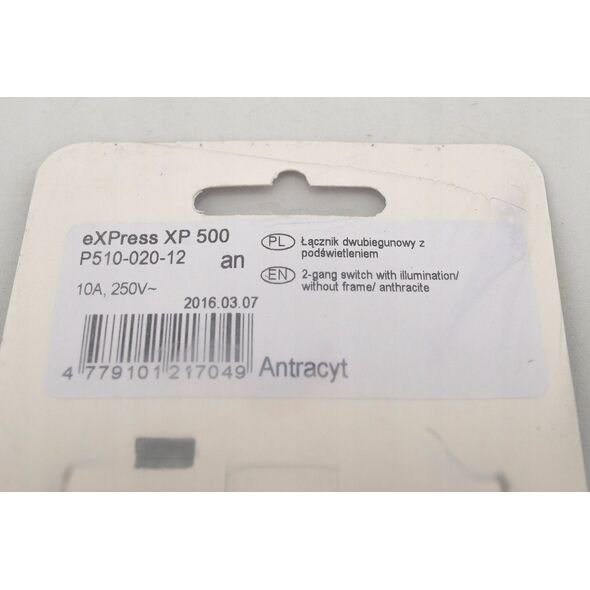 eXPress XP 500
P510-020-12 an
10A, 250V~
2016.03.07
4 779101 217049
Antracyt
PL Łącznik dwubiegunowy z
podświetleniem
EN 2-gang switch with illumination/
without frame/ anthracite